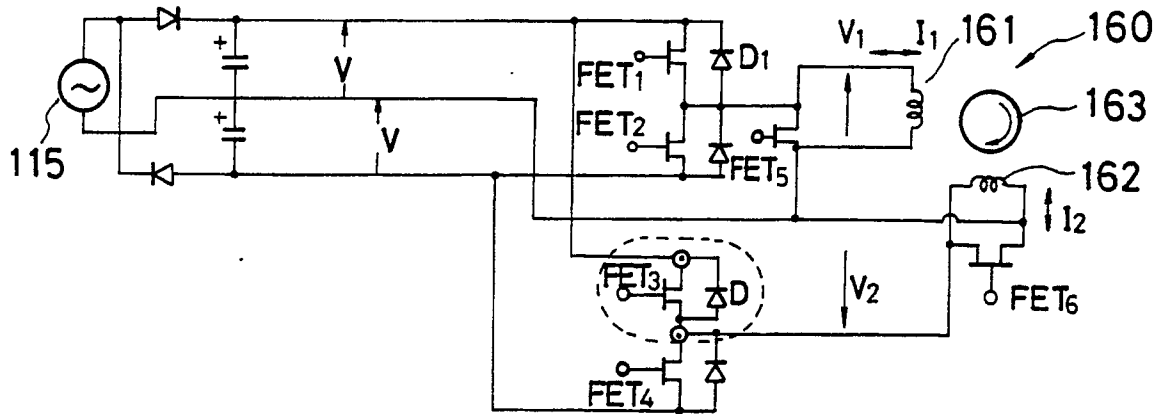 V₁ I₁ 161 160
+
V
FET₁ D₁
163
+
V
FET₂
FET₅
115
162
I₂
FET₃ D
V₂
FET₆
FET₄